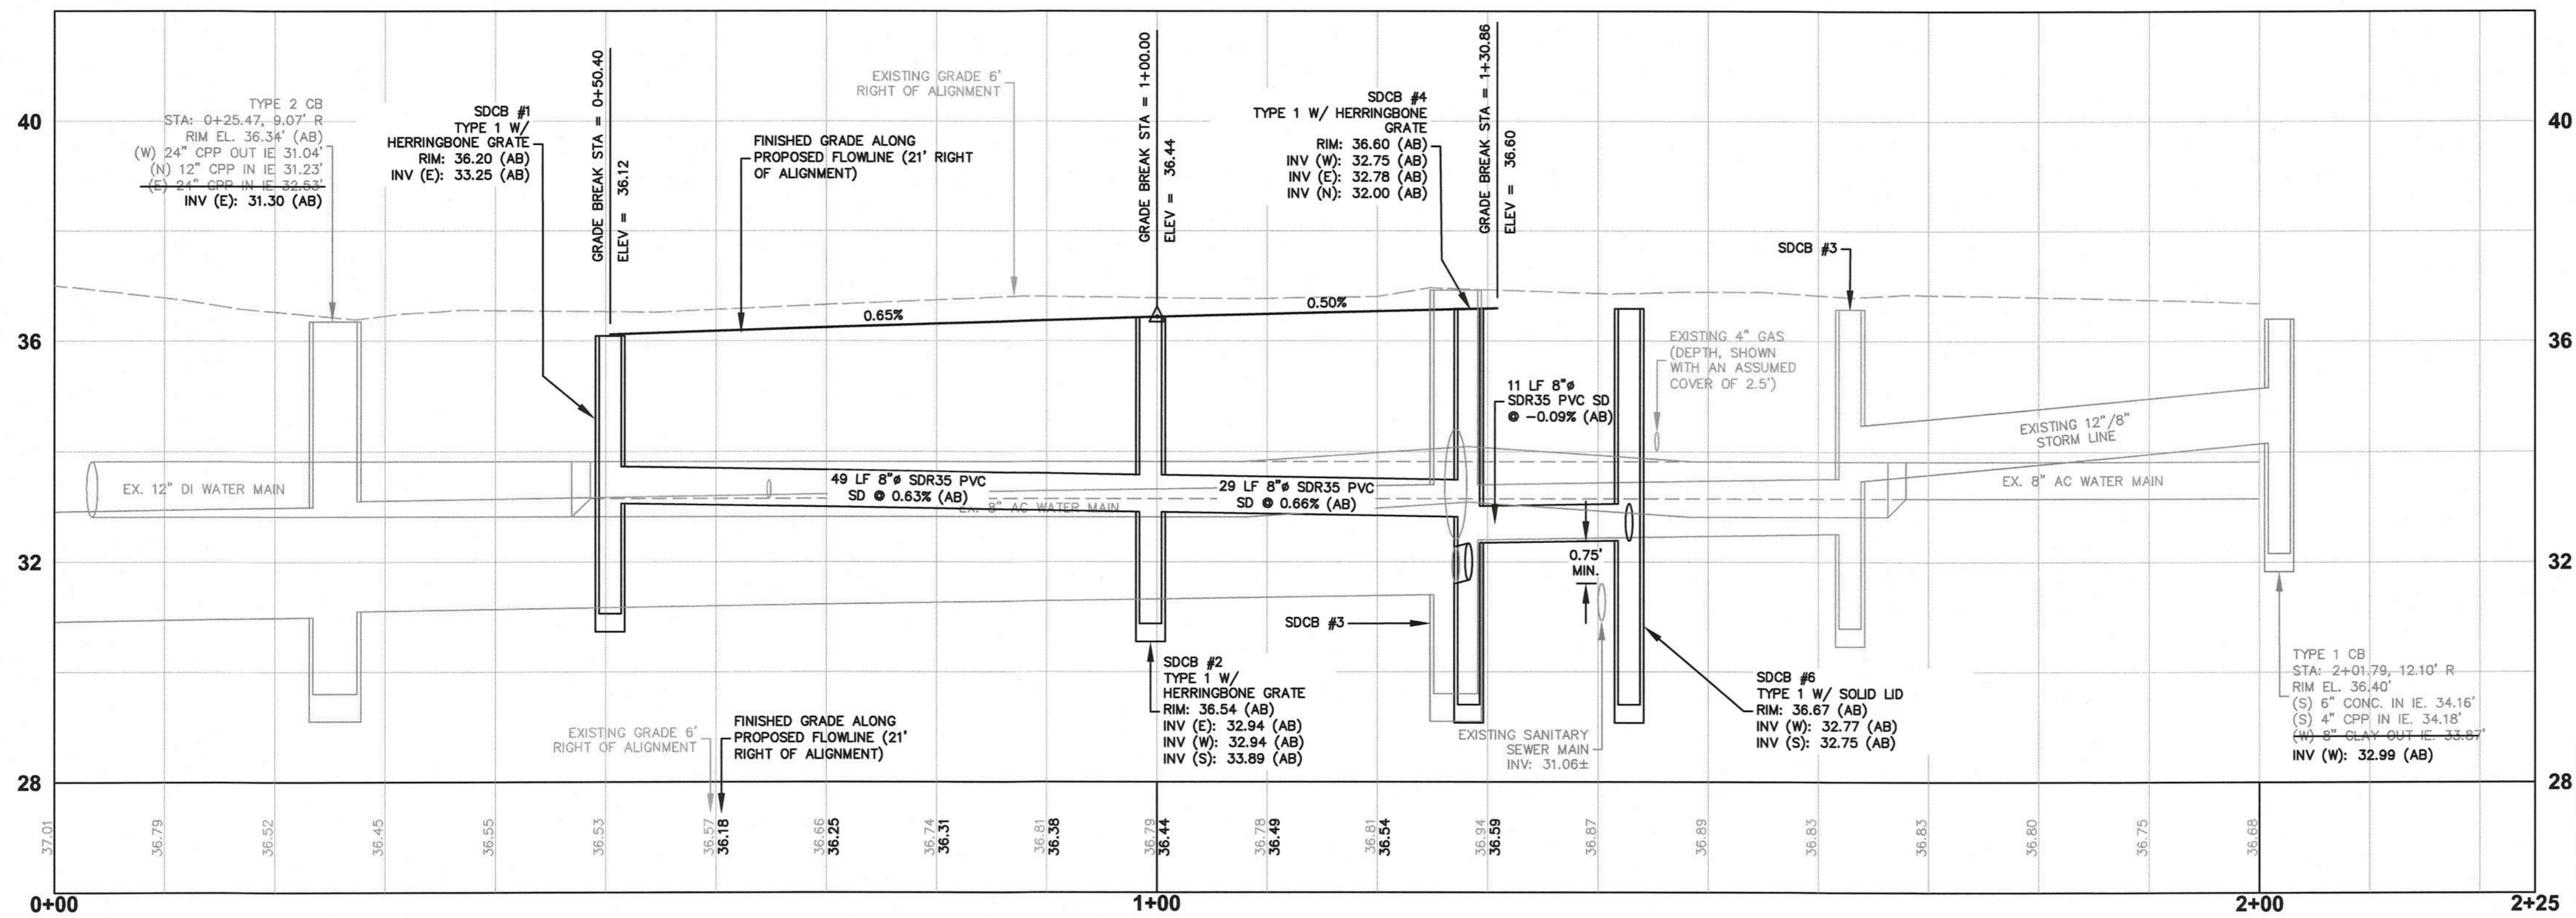 40
36
32
28
TYPE 2 CB
STA: 0+25.47, 9.07' R
RIM EL. 36.34' (AB)
(W) 24" CPP OUT IE 31.04'
(N) 12" CPP IN IE 31.23'
(E) 24" CPP IN IE 32.53'
INV (E): 31.30 (AB)
SDCB #1
TYPE 1 W/
HERRINGBONE GRATE
RIM: 36.20 (AB)
INV (E): 33.25 (AB)
GRADE BREAK STA = 0+50.40
ELEV = 36.12
FINISHED GRADE ALONG
PROPOSED FLOWLINE (21' RIGHT
OF ALIGNMENT)
EXISTING GRADE 6'
RIGHT OF ALIGNMENT
GRADE BREAK STA = 1+00.00
ELEV = 36.44
SDCB #4
TYPE 1 W/ HERRINGBONE
GRATE
RIM: 36.60 (AB)
INV (W): 32.75 (AB)
INV (E): 32.78 (AB)
INV (N): 32.00 (AB)
GRADE BREAK STA = 1+30.86
ELEV = 36.60
SDCB #3
40
36
32
28
0.65%
0.50%
EXISTING 4" GAS
(DEPTH, SHOWN
WITH AN ASSUMED
COVER OF 2.5')
11 LF 8"ø
SDR35 PVC SD
@ -0.09% (AB)
EXISTING 12"/8"
STORM LINE
EX. 12" DI WATER MAIN
49 LF 8"ø SDR35 PVC
SD @ 0.63% (AB)
EX. 8" AC WATER MAIN
29 LF 8"ø SDR35 PVC
SD @ 0.66% (AB)
EX. 8" AC WATER MAIN
0.75'
MIN.
SDCB #3
SDCB #2
TYPE 1 W/
HERRINGBONE GRATE
RIM: 36.54 (AB)
INV (E): 32.94 (AB)
INV (W): 32.94 (AB)
INV (S): 33.89 (AB)
EXISTING GRADE 6'
RIGHT OF ALIGNMENT
FINISHED GRADE ALONG
PROPOSED FLOWLINE (21'
RIGHT OF ALIGNMENT)
EXISTING SANITARY
SEWER MAIN
INV: 31.06±
SDCB #6
TYPE 1 W/ SOLID LID
RIM: 36.67 (AB)
INV (W): 32.77 (AB)
INV (S): 32.75 (AB)
TYPE 1 CB
STA: 2+01.79, 12.10' R
RIM EL. 36.40'
(S) 6" CONC. IN IE. 34.16'
(S) 4" CPP IN IE. 34.18'
(W) 8" CLAY OUT IE. 33.87'
INV (W): 32.99 (AB)
37.01
36.79
36.52
36.45
36.55
36.53
36.57
36.18
36.66
36.25
36.74
36.31
36.81
36.38
36.79
36.44
36.78
36.49
36.81
36.54
36.94
36.59
36.87
36.89
36.83
36.83
36.80
36.75
36.68
0+00
1+00
2+00
2+25